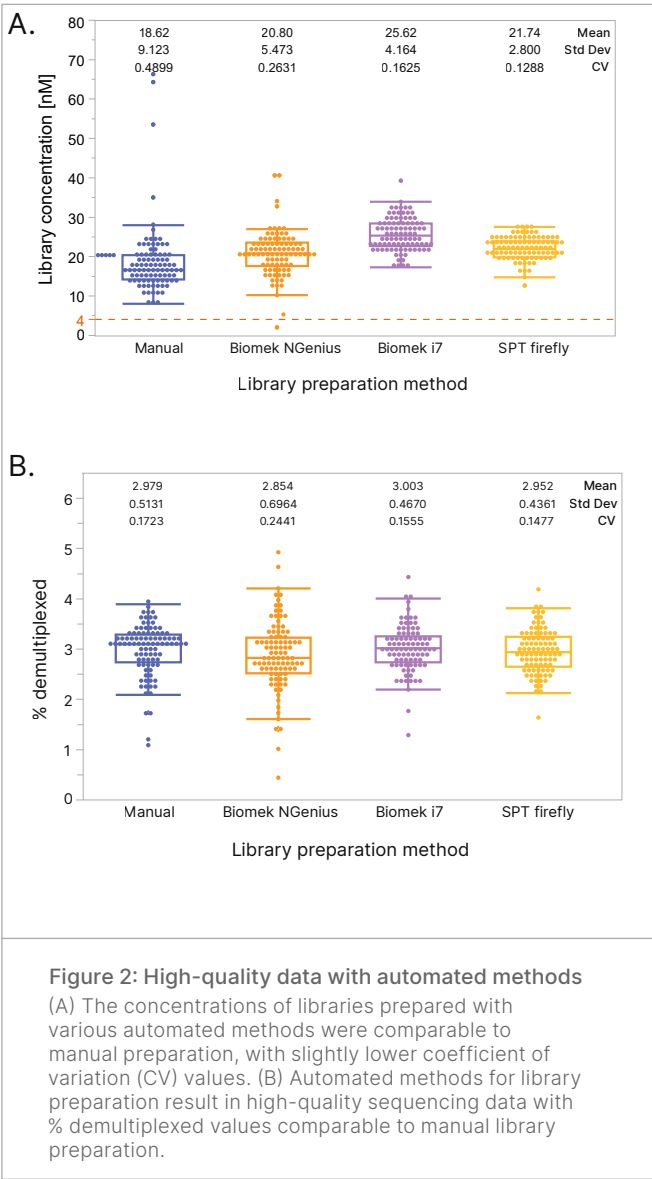 A.
18.62 20.80 25.62 21.74 Mean
9.123 5.473 4.164 2.800 Std Dev
0.4899 0.2631 0.1625 0.1288 CV
Library concentration [nM]
80
70
60
50
40
30
20
10
4
0
Manual Biomek NGenius Biomek i7 SPT firefly
Library preparation method
B.
2.979 2.854 3.003 2.952 Mean
0.5131 0.6964 0.4670 0.4361 Std Dev
0.1723 0.2441 0.1555 0.1477 CV
% demultiplexed
6
5
4
3
2
1
0
Manual Biomek NGenius Biomek i7 SPT firefly
Library preparation method
Figure 2: High-quality data with automated methods
(A) The concentrations of libraries prepared with
various automated methods were comparable to
manual preparation, with slightly lower coefficient of
variation (CV) values. (B) Automated methods for library
preparation result in high-quality sequencing data with
% demultiplexed values comparable to manual library
preparation.